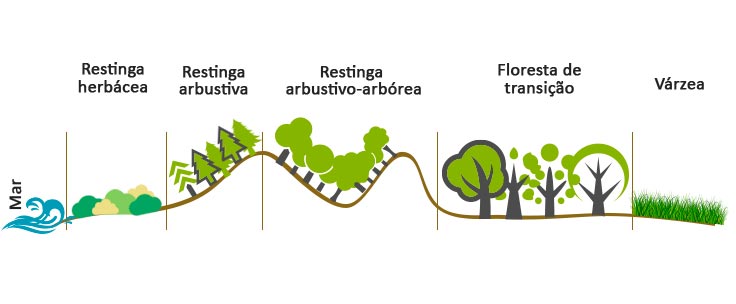 Restinga
herbácea
Restinga
arbustiva
Restinga
arbustivo-arbórea
Floresta de
transição
Várzea
Mar